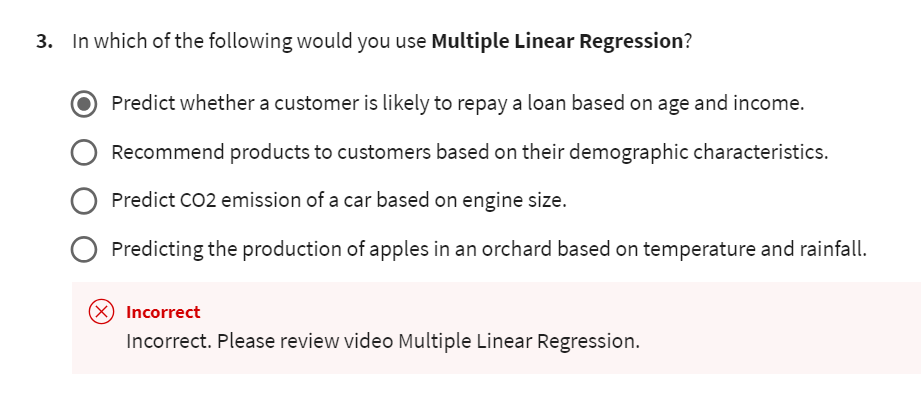 3. In which of the following would you use Multiple Linear Regression?
Predict whether a customer is likely to repay a loan based on age and income.
Recommend products to customers based on their demographic characteristics.
Predict CO2 emission of a car based on engine size.
Predicting the production of apples in an orchard based on temperature and rainfall.
Incorrect
Incorrect. Please review video Multiple Linear Regression.